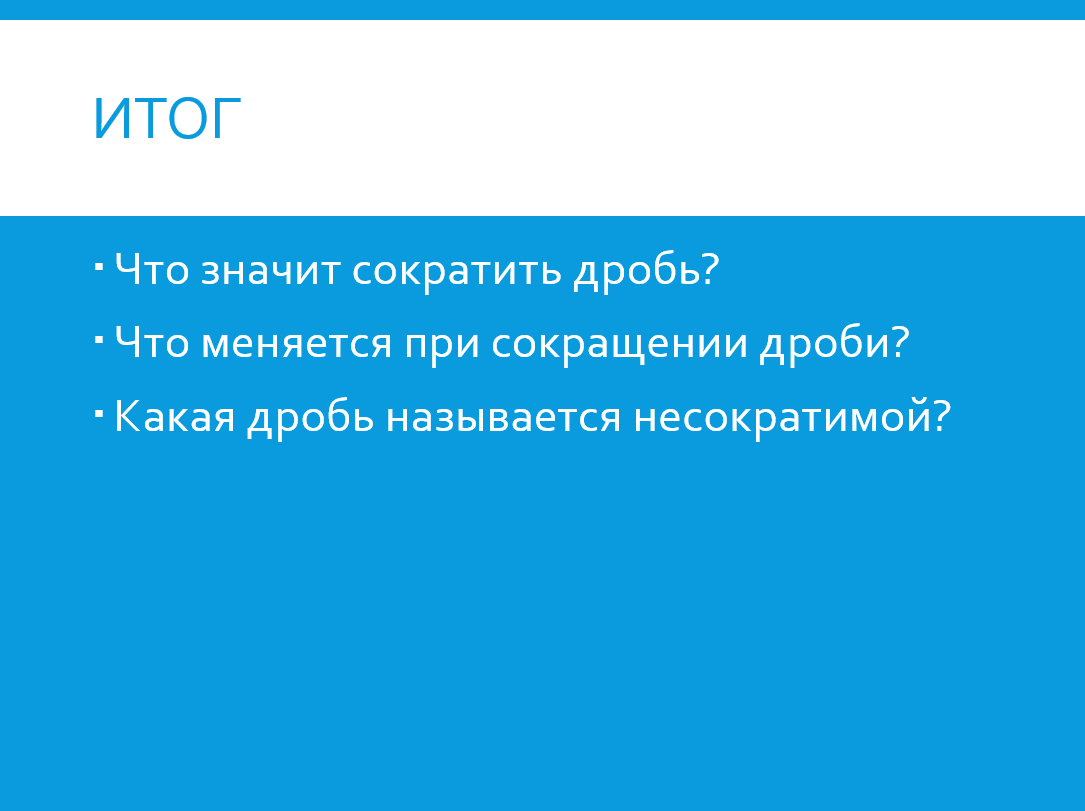 ИТОГ
▪ Что значит сократить дробь?
▪ Что меняется при сокращении дроби?
▪ Какая дробь называется несократимой?